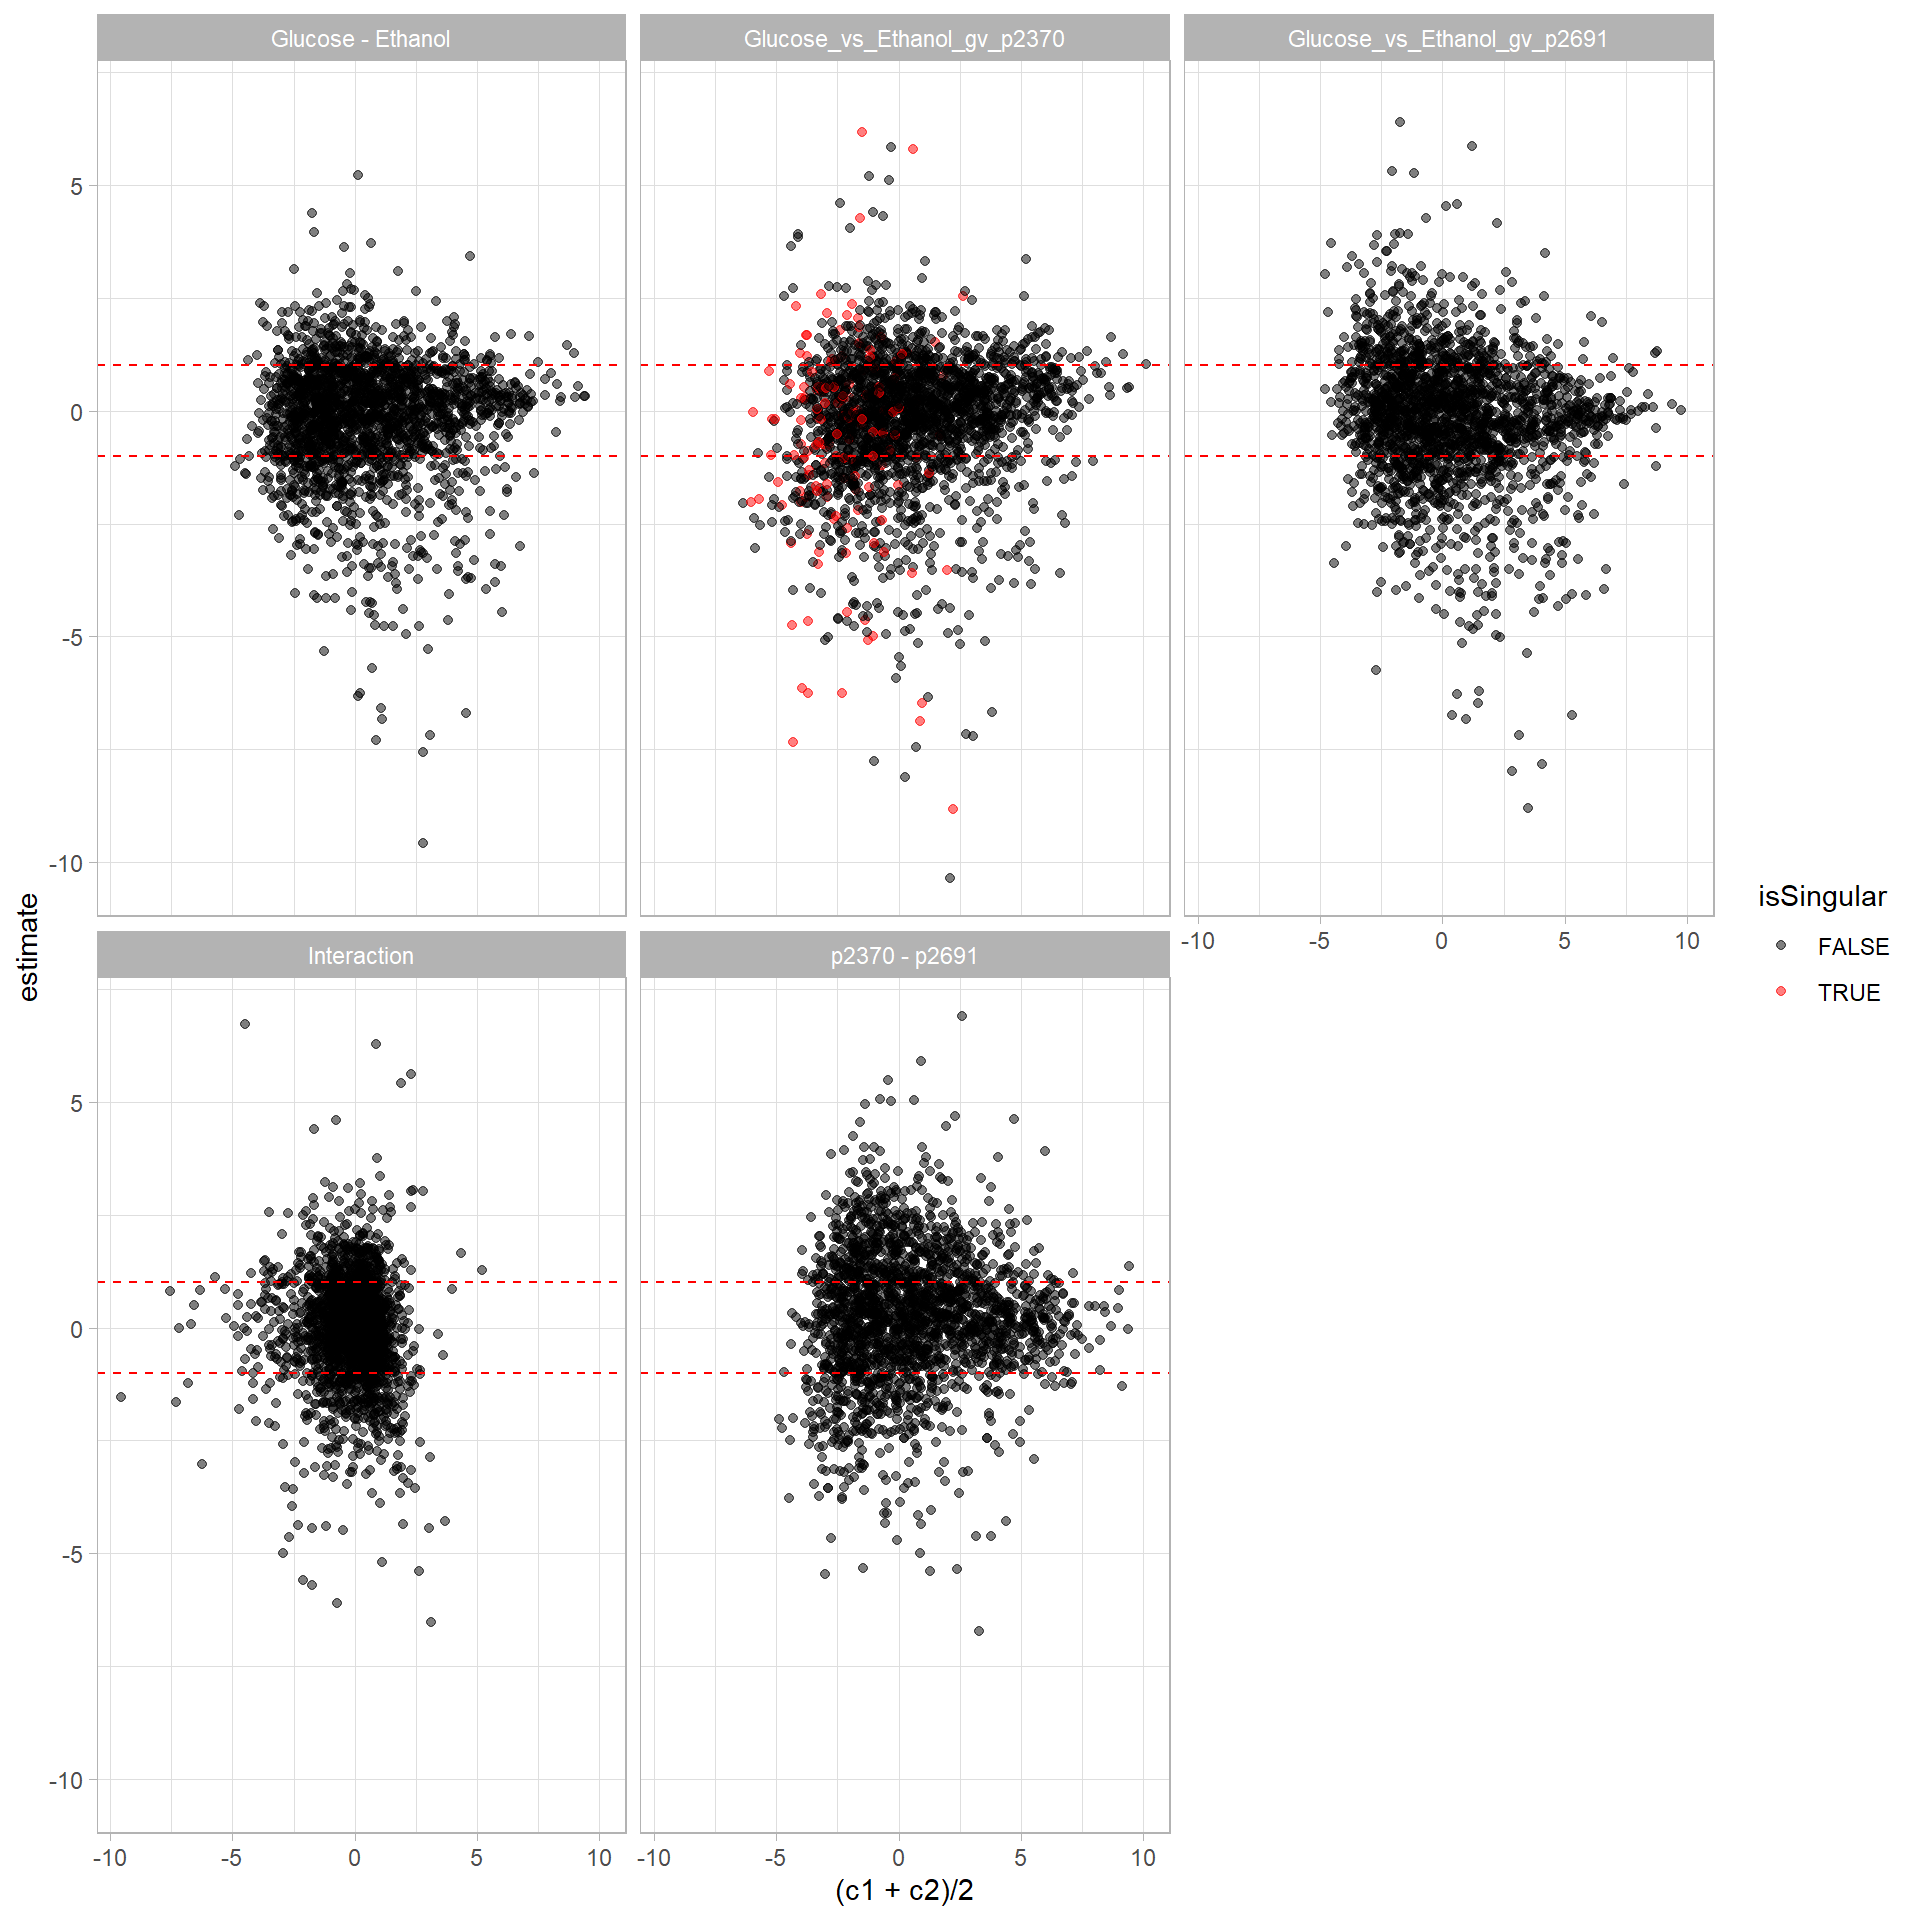 Glucose - Ethanol
Glucose_vs_Ethanol_gv_p2370
Glucose_vs_Ethanol_gv_p2691
5
0
-5
-10
-10
-5
0
5
10
estimate
isSingular
FALSE
TRUE
Interaction
p2370 - p2691
5
0
-5
-10
-10
-5
0
5
10
-10
-5
0
5
10
(c1 + c2)/2